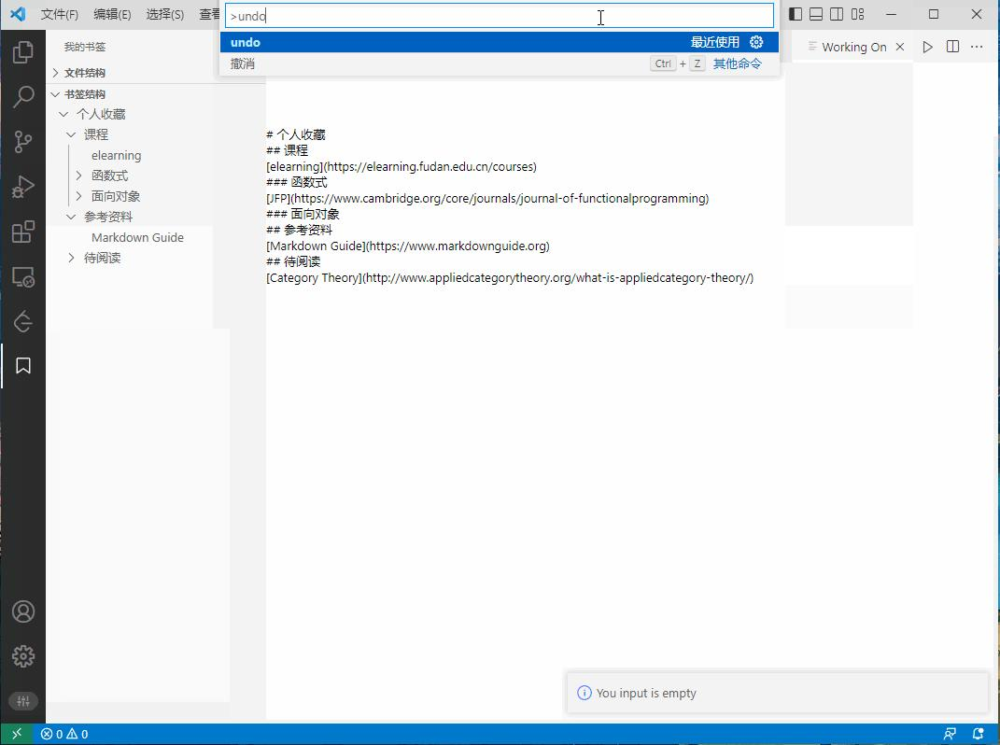 文件(F) 编辑(E) 选择(S) 查看
>undo
undo 最近使用
撤消 Ctrl + Z 其他命令
Working On
我的书签
文件结构
书签结构
个人收藏
课程
elearning
函数式
面向对象
参考资料
Markdown Guide
待阅读
# 个人收藏
## 课程
[elearning](https://elearning.fudan.edu.cn/courses)
### 函数式
[JFP](https://www.cambridge.org/core/journals/journal-of-functionalprogramming)
### 面向对象
## 参考资料
[Markdown Guide](https://www.markdownguide.org)
## 待阅读
[Category Theory](http://www.appliedcategorytheory.org/what-is-appliedcategory-theory/)
You input is empty
0 0